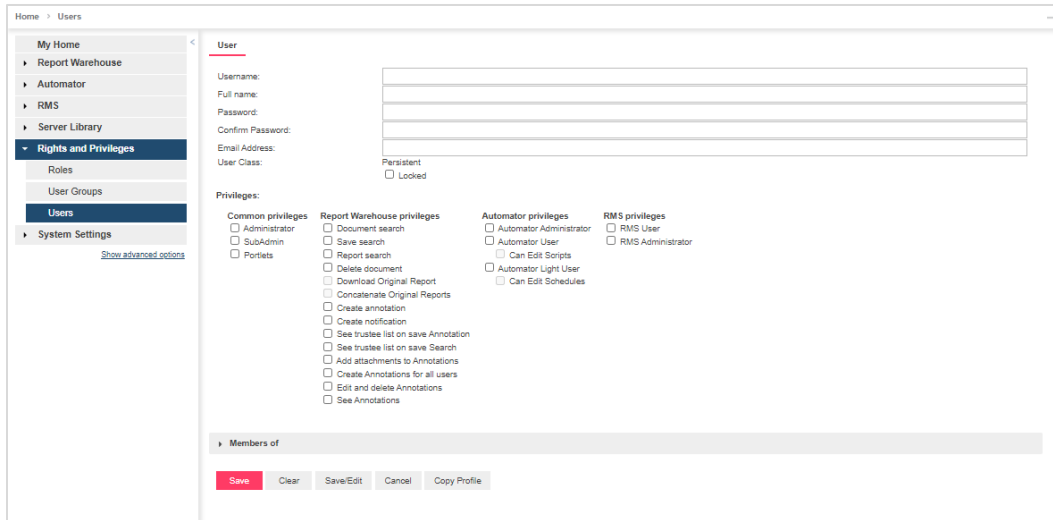 Home > Users
My Home
Report Warehouse
Automator
RMS
Server Library
Rights and Privileges
Roles
User Groups
Users
System Settings
Show advanced options
User
Username:
Full name:
Password:
Confirm Password:
Email Address:
User Class: Persistent
Locked
Privileges:
Common privileges
Administrator
SubAdmin
Portlets
Report Warehouse privileges
Document search
Save search
Report search
Delete document
Download Original Report
Concatenate Original Reports
Create annotation
Create notification
See trustee list on save Annotation
See trustee list on save Search
Add attachments to Annotations
Create Annotations for all users
Edit and delete Annotations
See Annotations
Automator privileges
Automator Administrator
Automator User
Can Edit Scripts
Automator Light User
Can Edit Schedules
RMS privileges
RMS User
RMS Administrator
Members of
Save Clear Save/Edit Cancel Copy Profile